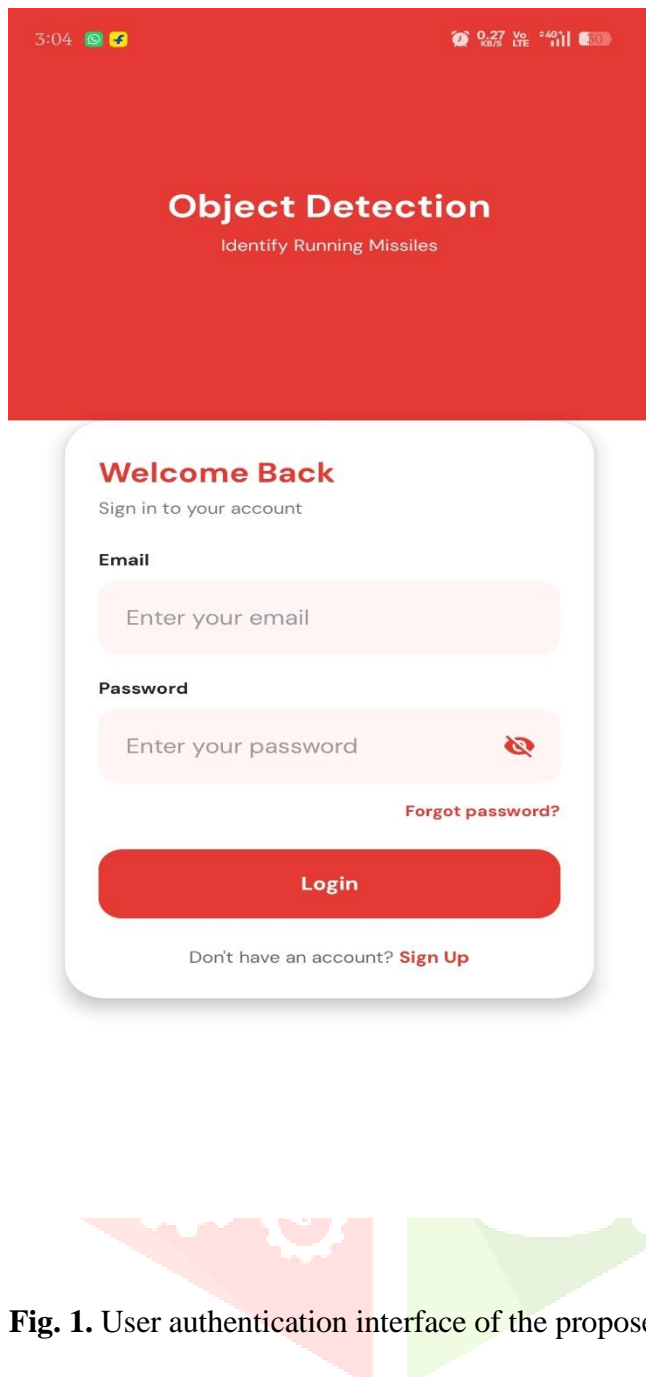 3:04 0.27 KB/S Vo LTE 4G+ 30
Object Detection
Identify Running Missiles
Welcome Back
Sign in to your account
Email
Enter your email
Password
Enter your password
Forgot password?
Login
Don't have an account? Sign Up
Fig. 1. User authentication interface of the propose